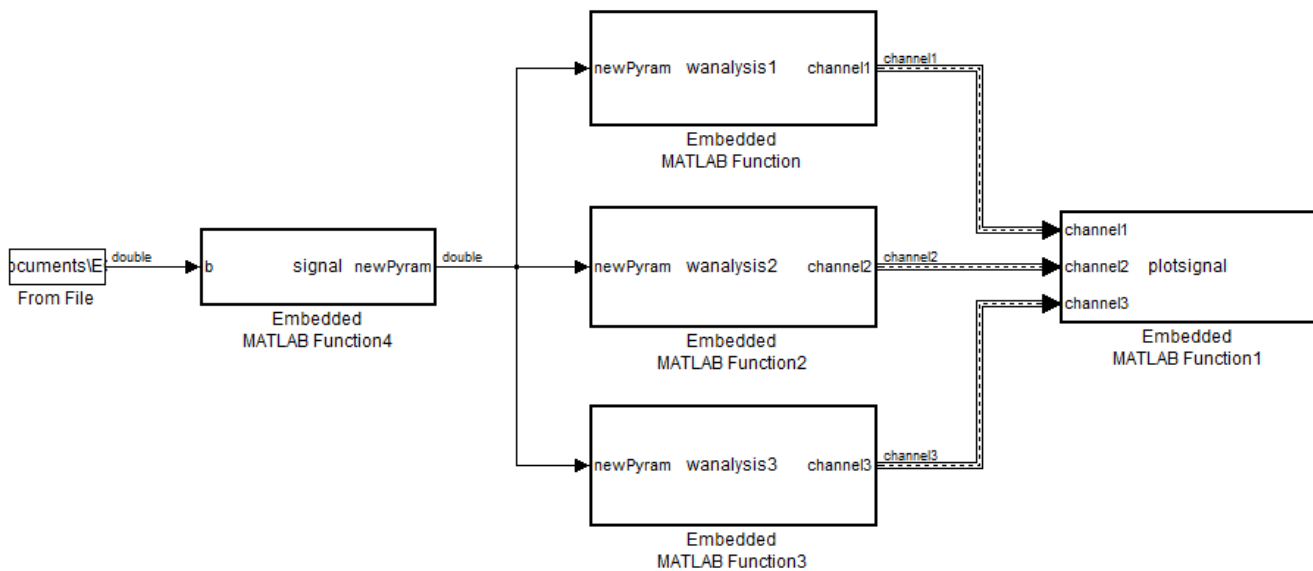 newPyram wanalysis1 channel1
channel1
Embedded
MATLAB Function
ocuments\E
double
From File
b signal newPyram
double
Embedded
MATLAB Function4
newPyram wanalysis2 channel2
channel2
Embedded
MATLAB Function2
newPyram wanalysis3 channel3
channel3
Embedded
MATLAB Function3
channel1
channel2 plotsignal
channel3
Embedded
MATLAB Function1